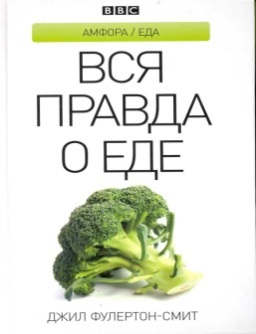 BBC
АМФОРА / ЕДА
ВСЯ
ПРАВДА
О ЕДЕ
ДЖИЛ ФУЛЕРТОН-СМИТ